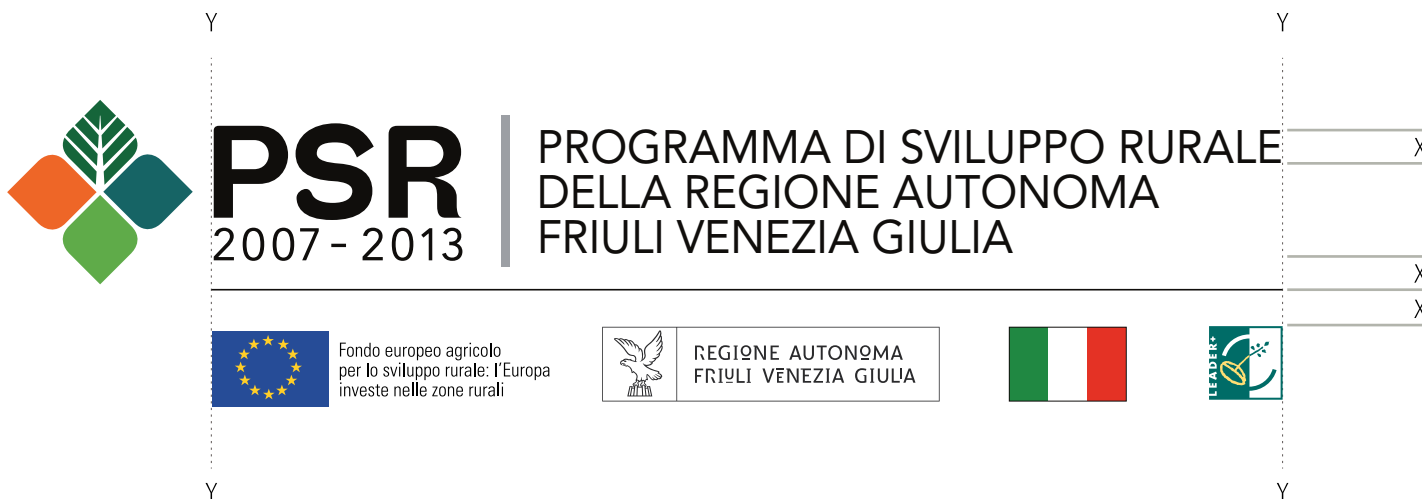 Y Y
PSR
2007-2013
PROGRAMMA DI SVILUPPO RURALE
DELLA REGIONE AUTONOMA
FRIULI VENEZIA GIULIA
X
X
X
Fondo europeo agricolo
per lo sviluppo rurale: l'Europa
investe nelle zone rurali
REGIONE AUTONOMA
FRIULI VENEZIA GIULIA
LEADER+
Y Y